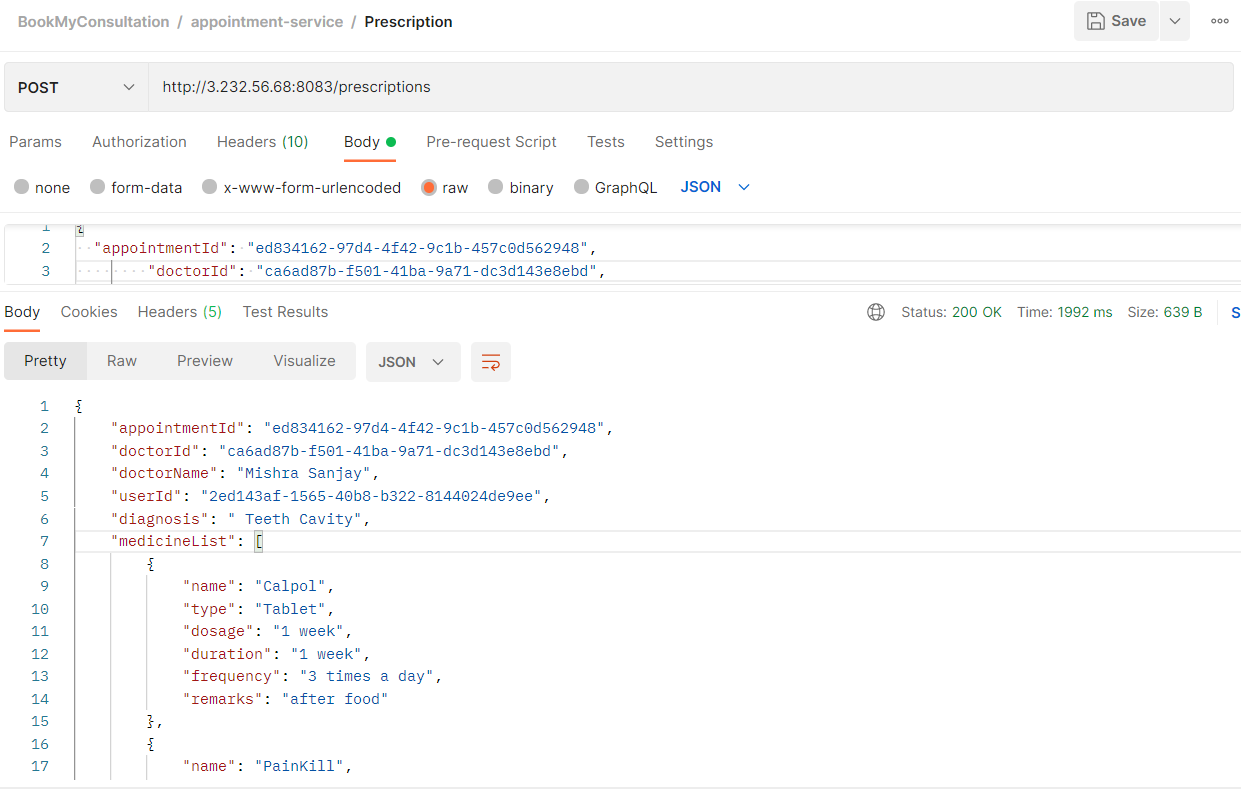 BookMyConsultation / appointment-service / Prescription
Save
POST
http://3.232.56.68:8083/prescriptions
Params Authorization Headers (10) Body Pre-request Script Tests Settings
none form-data x-www-form-urlencoded raw binary GraphQL JSON
1 {
2 "appointmentId": "ed834162-97d4-4f42-9c1b-457c0d562948",
3 "doctorId": "ca6ad87b-f501-41ba-9a71-dc3d143e8ebd",
Body Cookies Headers (5) Test Results Status: 200 OK Time: 1992 ms Size: 639 B S
Pretty Raw Preview Visualize JSON
1 {
2 "appointmentId": "ed834162-97d4-4f42-9c1b-457c0d562948",
3 "doctorId": "ca6ad87b-f501-41ba-9a71-dc3d143e8ebd",
4 "doctorName": "Mishra Sanjay",
5 "userId": "2ed143af-1565-40b8-b322-8144024de9ee",
6 "diagnosis": " Teeth Cavity",
7 "medicineList": [
8 {
9 "name": "Calpol",
10 "type": "Tablet",
11 "dosage": "1 week",
12 "duration": "1 week",
13 "frequency": "3 times a day",
14 "remarks": "after food"
15 },
16 {
17 "name": "PainKill",